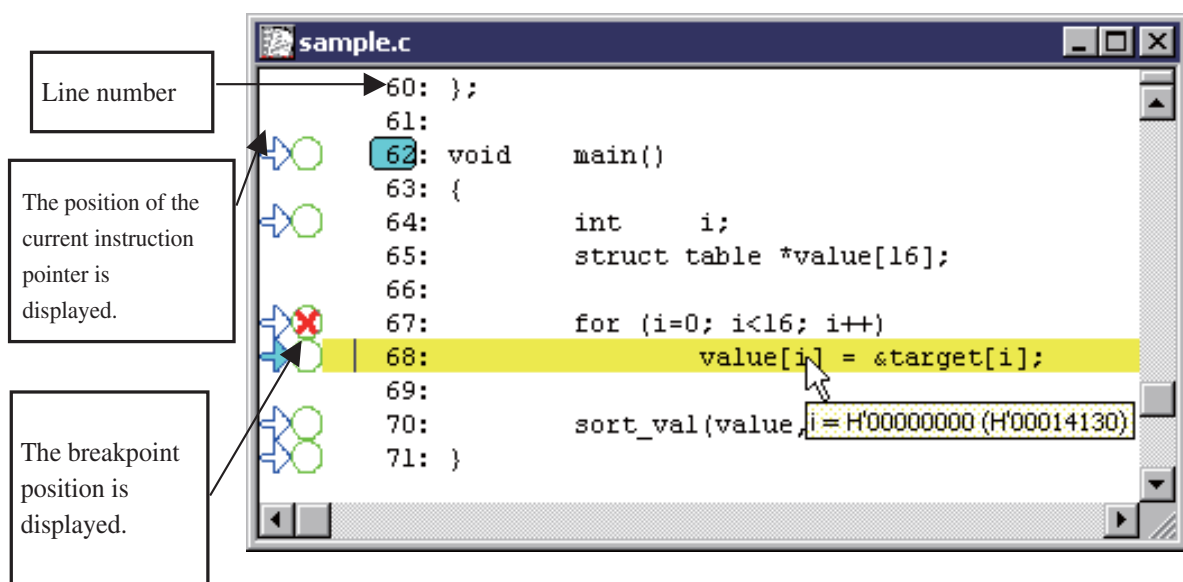 sample.c
Line number
60: };
61:
62: void main()
63: {
64: int i;
65: struct table *value[16];
66:
67: for (i=0; i<16; i++)
68: value[i] = &target[i];
69:
70: sort_val(value,
i = H'00000000 (H'00014130)
71: }
The position of the
current instruction
pointer is
displayed.
The breakpoint
position is
displayed.